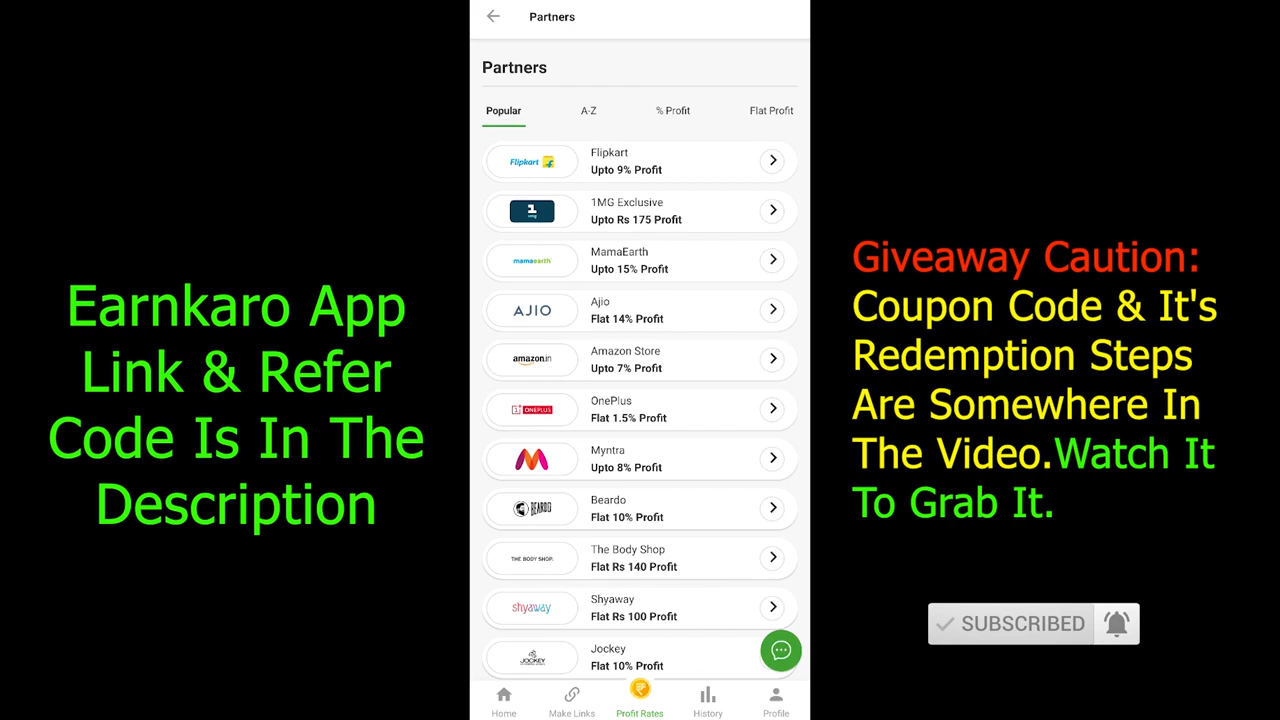 Earnkaro App
Link & Refer
Code Is In The
Description
Partners
Partners
Popular A-Z % Profit Flat Profit
Flipkart
Flipkart
Upto 9% Profit
1
1MG Exclusive
Upto Rs 175 Profit
mamaearth
MamaEarth
Upto 15% Profit
AJIO
Ajio
Flat 14% Profit
amazon.in
Amazon Store
Upto 7% Profit
ONEPLUS
OnePlus
Flat 1.5% Profit
Myntra
Upto 8% Profit
BEARDO
Beardo
Flat 10% Profit
THE BODY SHOP.
The Body Shop
Flat Rs 140 Profit
shyaway
Shyaway
Flat Rs 100 Profit
JOCKEY
Jockey
Flat 10% Profit
Home Make Links Profit Rates History Profile
Giveaway Caution:
Coupon Code & It's
Redemption Steps
Are Somewhere In
The Video.Watch It
To Grab It.
SUBSCRIBED